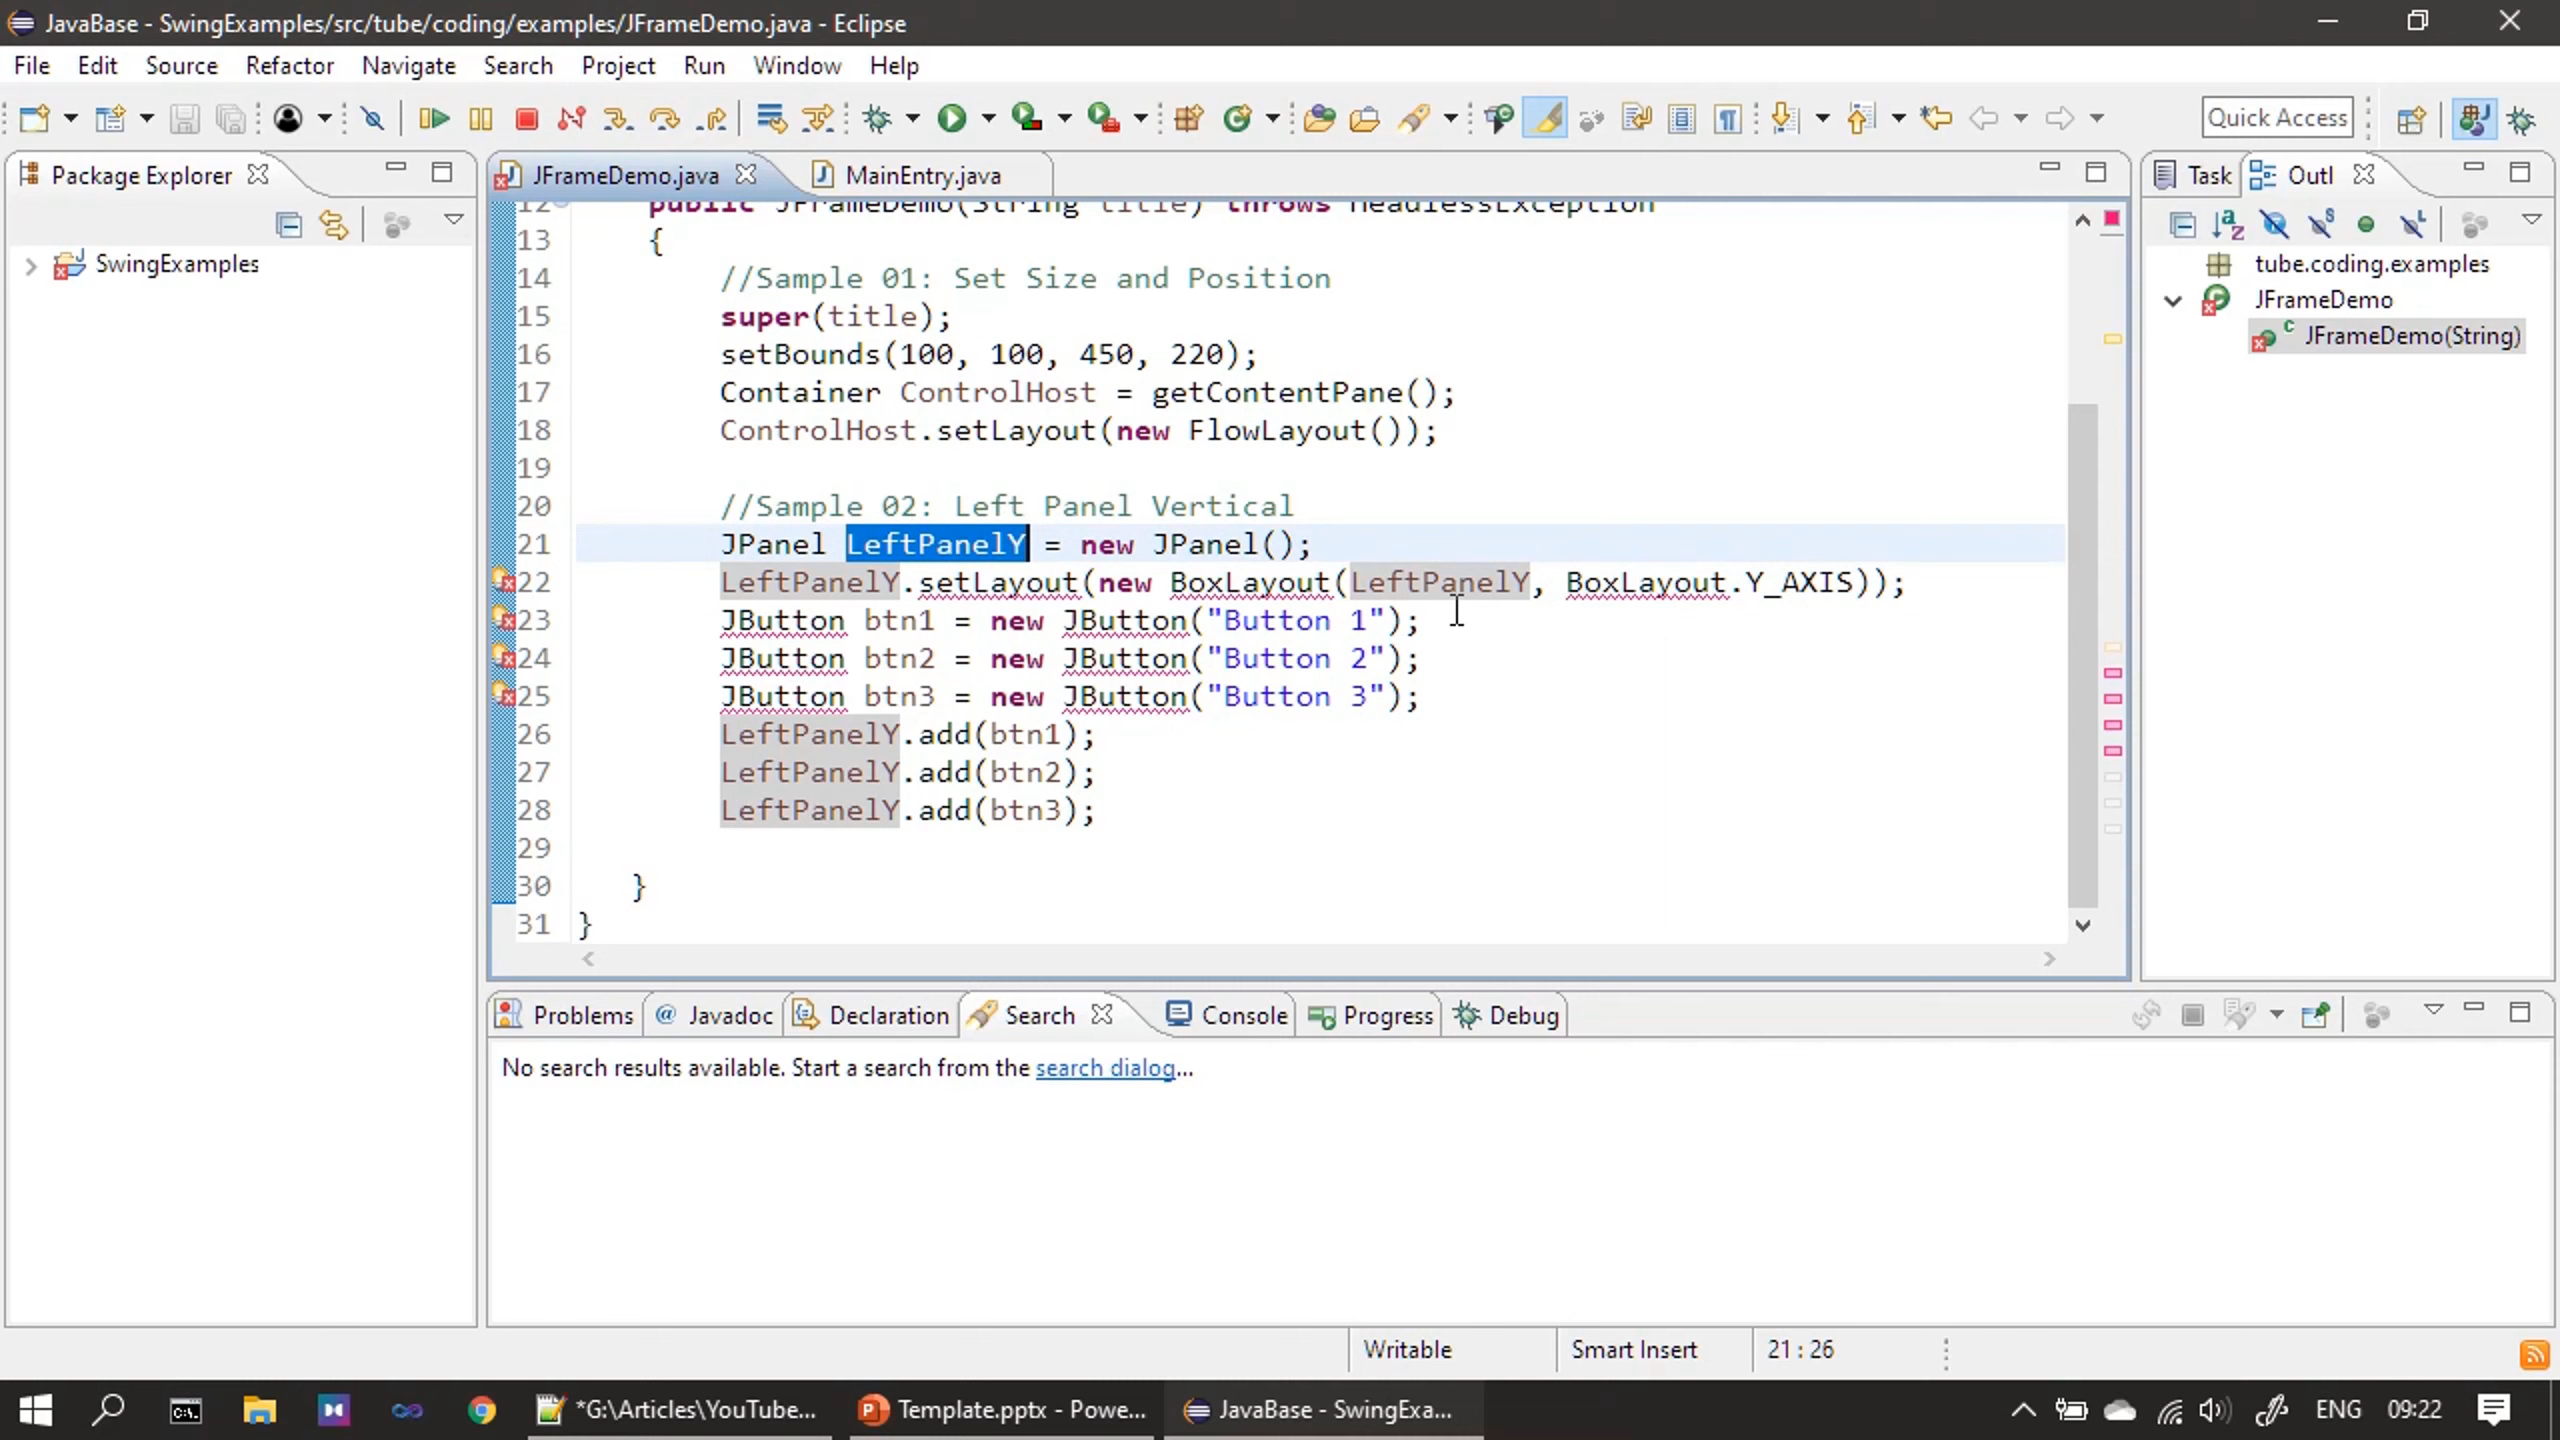 JavaBase - SwingExamples/src/tube/coding/examples/JFrameDemo.java - Eclipse
File Edit Source Refactor Navigate Search Project Run Window Help
Quick Access
Package Explorer
JFrameDemo.java MainEntry.java
Task Outl
SwingExamples
tube.coding.examples
JFrameDemo
JFrameDemo(String)
12 public JFrameDemo(String title) throws HeadlessException
13 {
14 //Sample 01: Set Size and Position
15 super(title);
16 setBounds(100, 100, 450, 220);
17 Container ControlHost = getContentPane();
18 ControlHost.setLayout(new FlowLayout());
19
20 //Sample 02: Left Panel Vertical
21 JPanel LeftPanelY = new JPanel();
22 LeftPanelY.setLayout(new BoxLayout(LeftPanelY, BoxLayout.Y_AXIS));
23 JButton btn1 = new JButton("Button 1");
24 JButton btn2 = new JButton("Button 2");
25 JButton btn3 = new JButton("Button 3");
26 LeftPanelY.add(btn1);
27 LeftPanelY.add(btn2);
28 LeftPanelY.add(btn3);
29
30 }
31 }
Problems @ Javadoc Declaration Search Console Progress Debug
No search results available. Start a search from the search dialog...
Writable Smart Insert 21 : 26
*G:\Articles\YouTube... Template.pptx - Powe... JavaBase - SwingExa... ENG 09:22